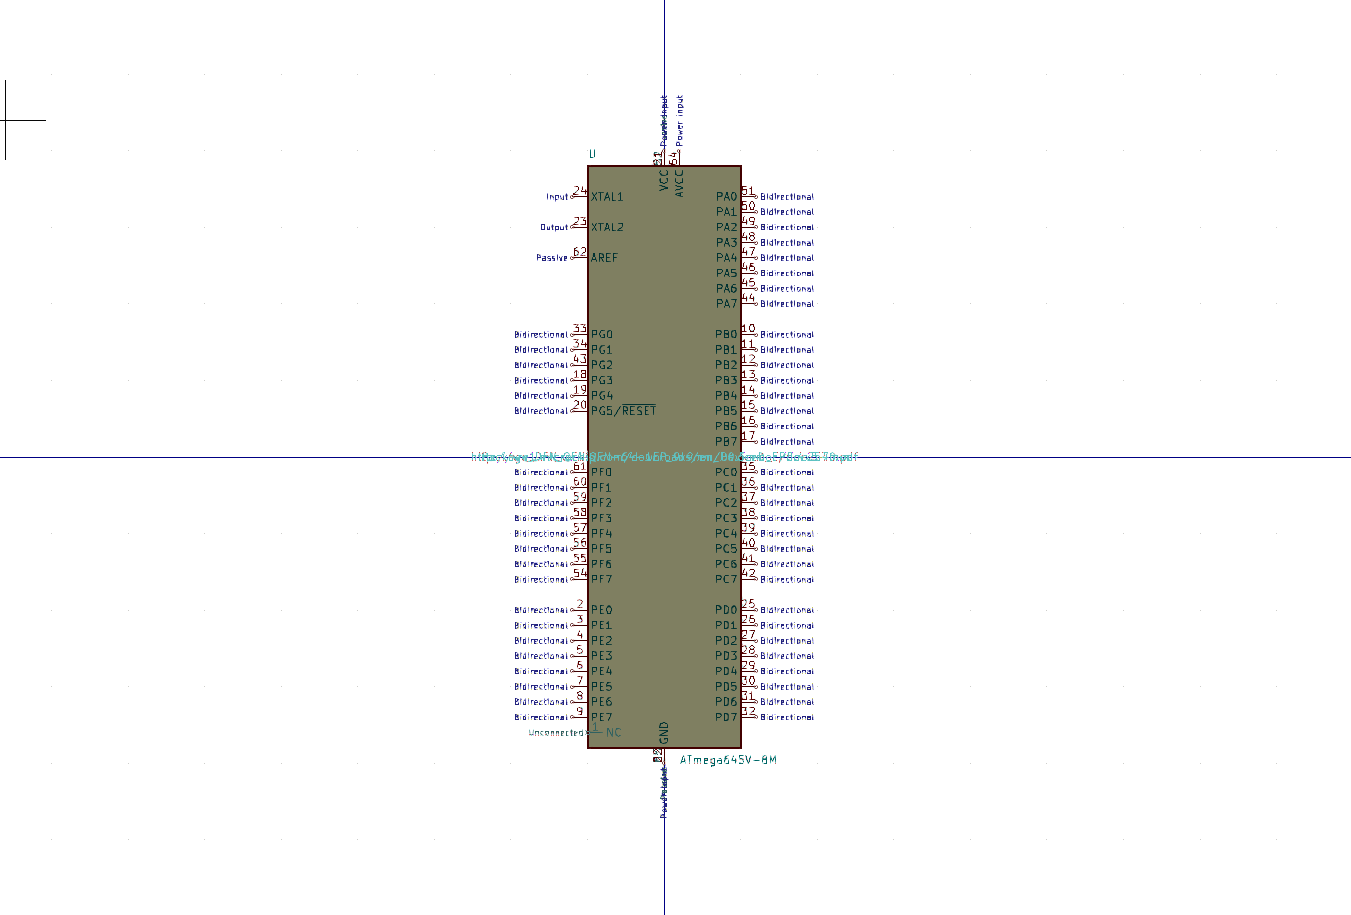 Power input
U
64
VCC
AVCC
Input 24 XTAL1
PA0 51 Bidirectional
PA1 50 Bidirectional
Output 23 XTAL2
PA2 49 Bidirectional
PA3 48 Bidirectional
Passive 62 AREF
PA4 47 Bidirectional
PA5 46 Bidirectional
PA6 45 Bidirectional
PA7 44 Bidirectional
Bidirectional 33 PG0
PB0 10 Bidirectional
Bidirectional 34 PG1
PB1 11 Bidirectional
Bidirectional 43 PG2
PB2 12 Bidirectional
Bidirectional 18 PG3
PB3 13 Bidirectional
Bidirectional 19 PG4
PB4 14 Bidirectional
Bidirectional 20 PG5/RESET
PB5 15 Bidirectional
PB6 16 Bidirectional
PB7 17 Bidirectional
Bidirectional 61 PF0
PC0 35 Bidirectional
Bidirectional 60 PF1
PC1 36 Bidirectional
Bidirectional 59 PF2
PC2 37 Bidirectional
Bidirectional 58 PF3
PC3 38 Bidirectional
Bidirectional 57 PF4
PC4 39 Bidirectional
Bidirectional 56 PF5
PC5 40 Bidirectional
Bidirectional 55 PF6
PC6 41 Bidirectional
Bidirectional 54 PF7
PC7 42 Bidirectional
Bidirectional 2 PE0
PD0 25 Bidirectional
Bidirectional 3 PE1
PD1 26 Bidirectional
Bidirectional 4 PE2
PD2 27 Bidirectional
Bidirectional 5 PE3
PD3 28 Bidirectional
Bidirectional 6 PE4
PD4 29 Bidirectional
Bidirectional 7 PE5
PD5 30 Bidirectional
Bidirectional 8 PE6
PD6 31 Bidirectional
Bidirectional 9 PE7
PD7 32 Bidirectional
Unconnected 1 NC
GND
ATmega645V-8M